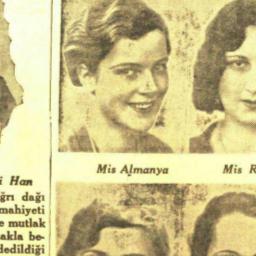 i Han
ğrı dağı
mahiyeti
e mutlak
akla be-
dedildiği
Mis Almanya
Mis R